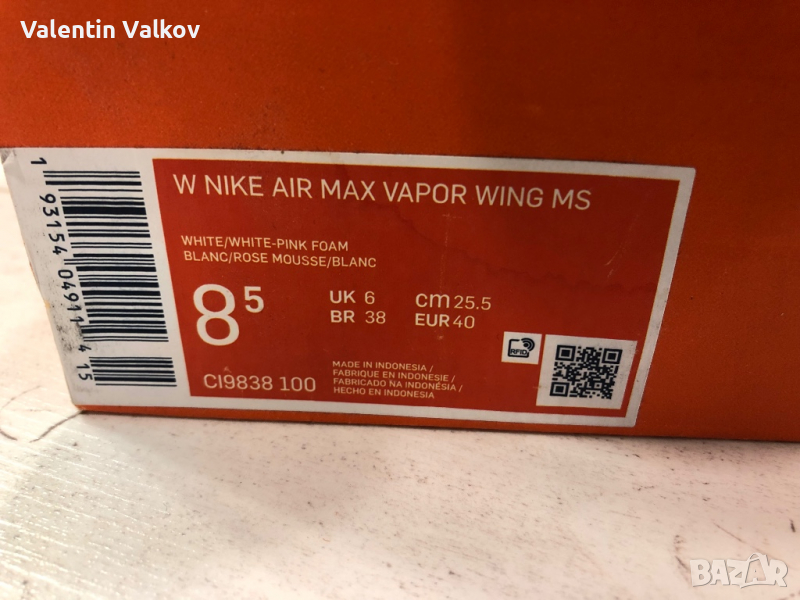 Valentin Valkov
W NIKE AIR MAX VAPOR WING MS
WHITE/WHITE-PINK FOAM
BLANC/ROSE MOUSSE/BLANC
8⁵
UK 6 cm 25.5
BR 38 EUR 40
CI9838 100
MADE IN INDONESIA /
FABRIQUE EN INDONESIE /
FABRICADO NA INDONÉSIA /
HECHO EN INDONESIA
RFID
1 93154 04911 4 15
BAZAR